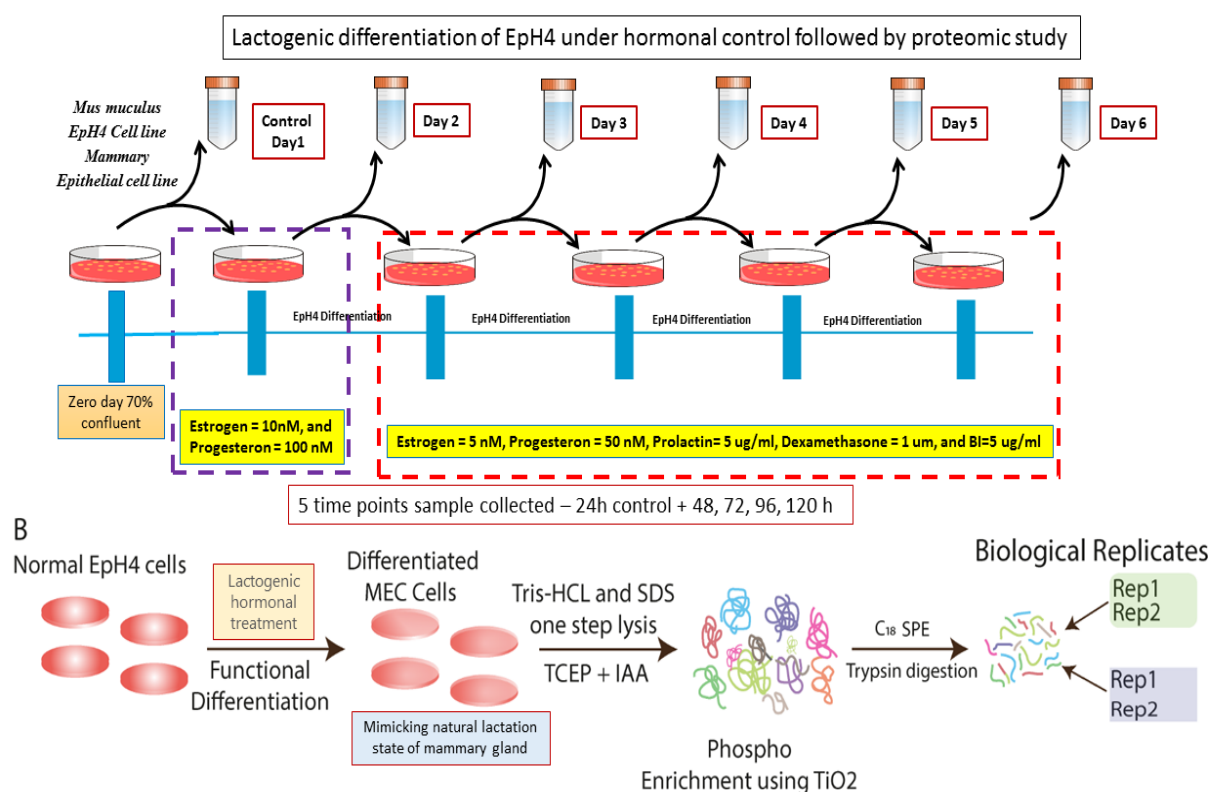 Lactogenic differentiation of EpH4 under hormonal control followed by proteomic study
Mus muculus
EpH4 Cell line
Mammary
Epithelial cell line
Control
Day1
Day 2
Day 3
Day 4
Day 5
Day 6
EpH4 Differentiation
EpH4 Differentiation
EpH4 Differentiation
EpH4 Differentiation
Zero day 70%
confluent
Estrogen = 10nM, and
Progesteron = 100 nM
Estrogen = 5 nM, Progesteron = 50 nM, Prolactin= 5 ug/ml, Dexamethasone = 1 um, and BI=5 ug/ml
5 time points sample collected – 24h control + 48, 72, 96, 120 h
B
Normal EpH4 cells
Lactogenic
hormonal
treatment
Functional
Differentiation
Differentiated
MEC Cells
Mimicking natural lactation
state of mammary gland
Tris-HCL and SDS
one step lysis
TCEP + IAA
Phospho
Enrichment using TiO2
C₁₈ SPE
Trypsin digestion
Biological Replicates
Rep1
Rep2
Rep1
Rep2